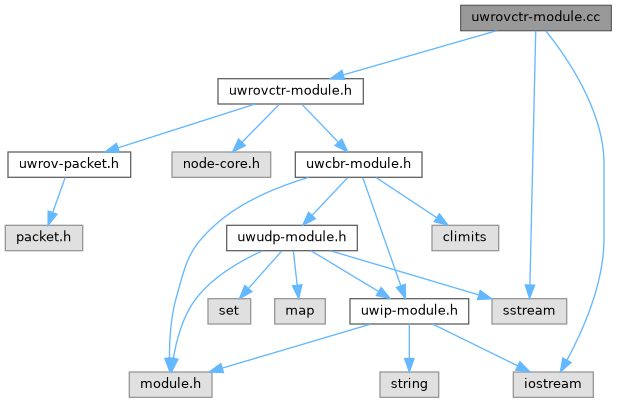 uwrovctr-module.cc
uwrovctr-module.h
uwrov-packet.h
node-core.h
uwcbr-module.h
packet.h
uwudp-module.h
climits
set
map
uwip-module.h
sstream
module.h
string
iostream